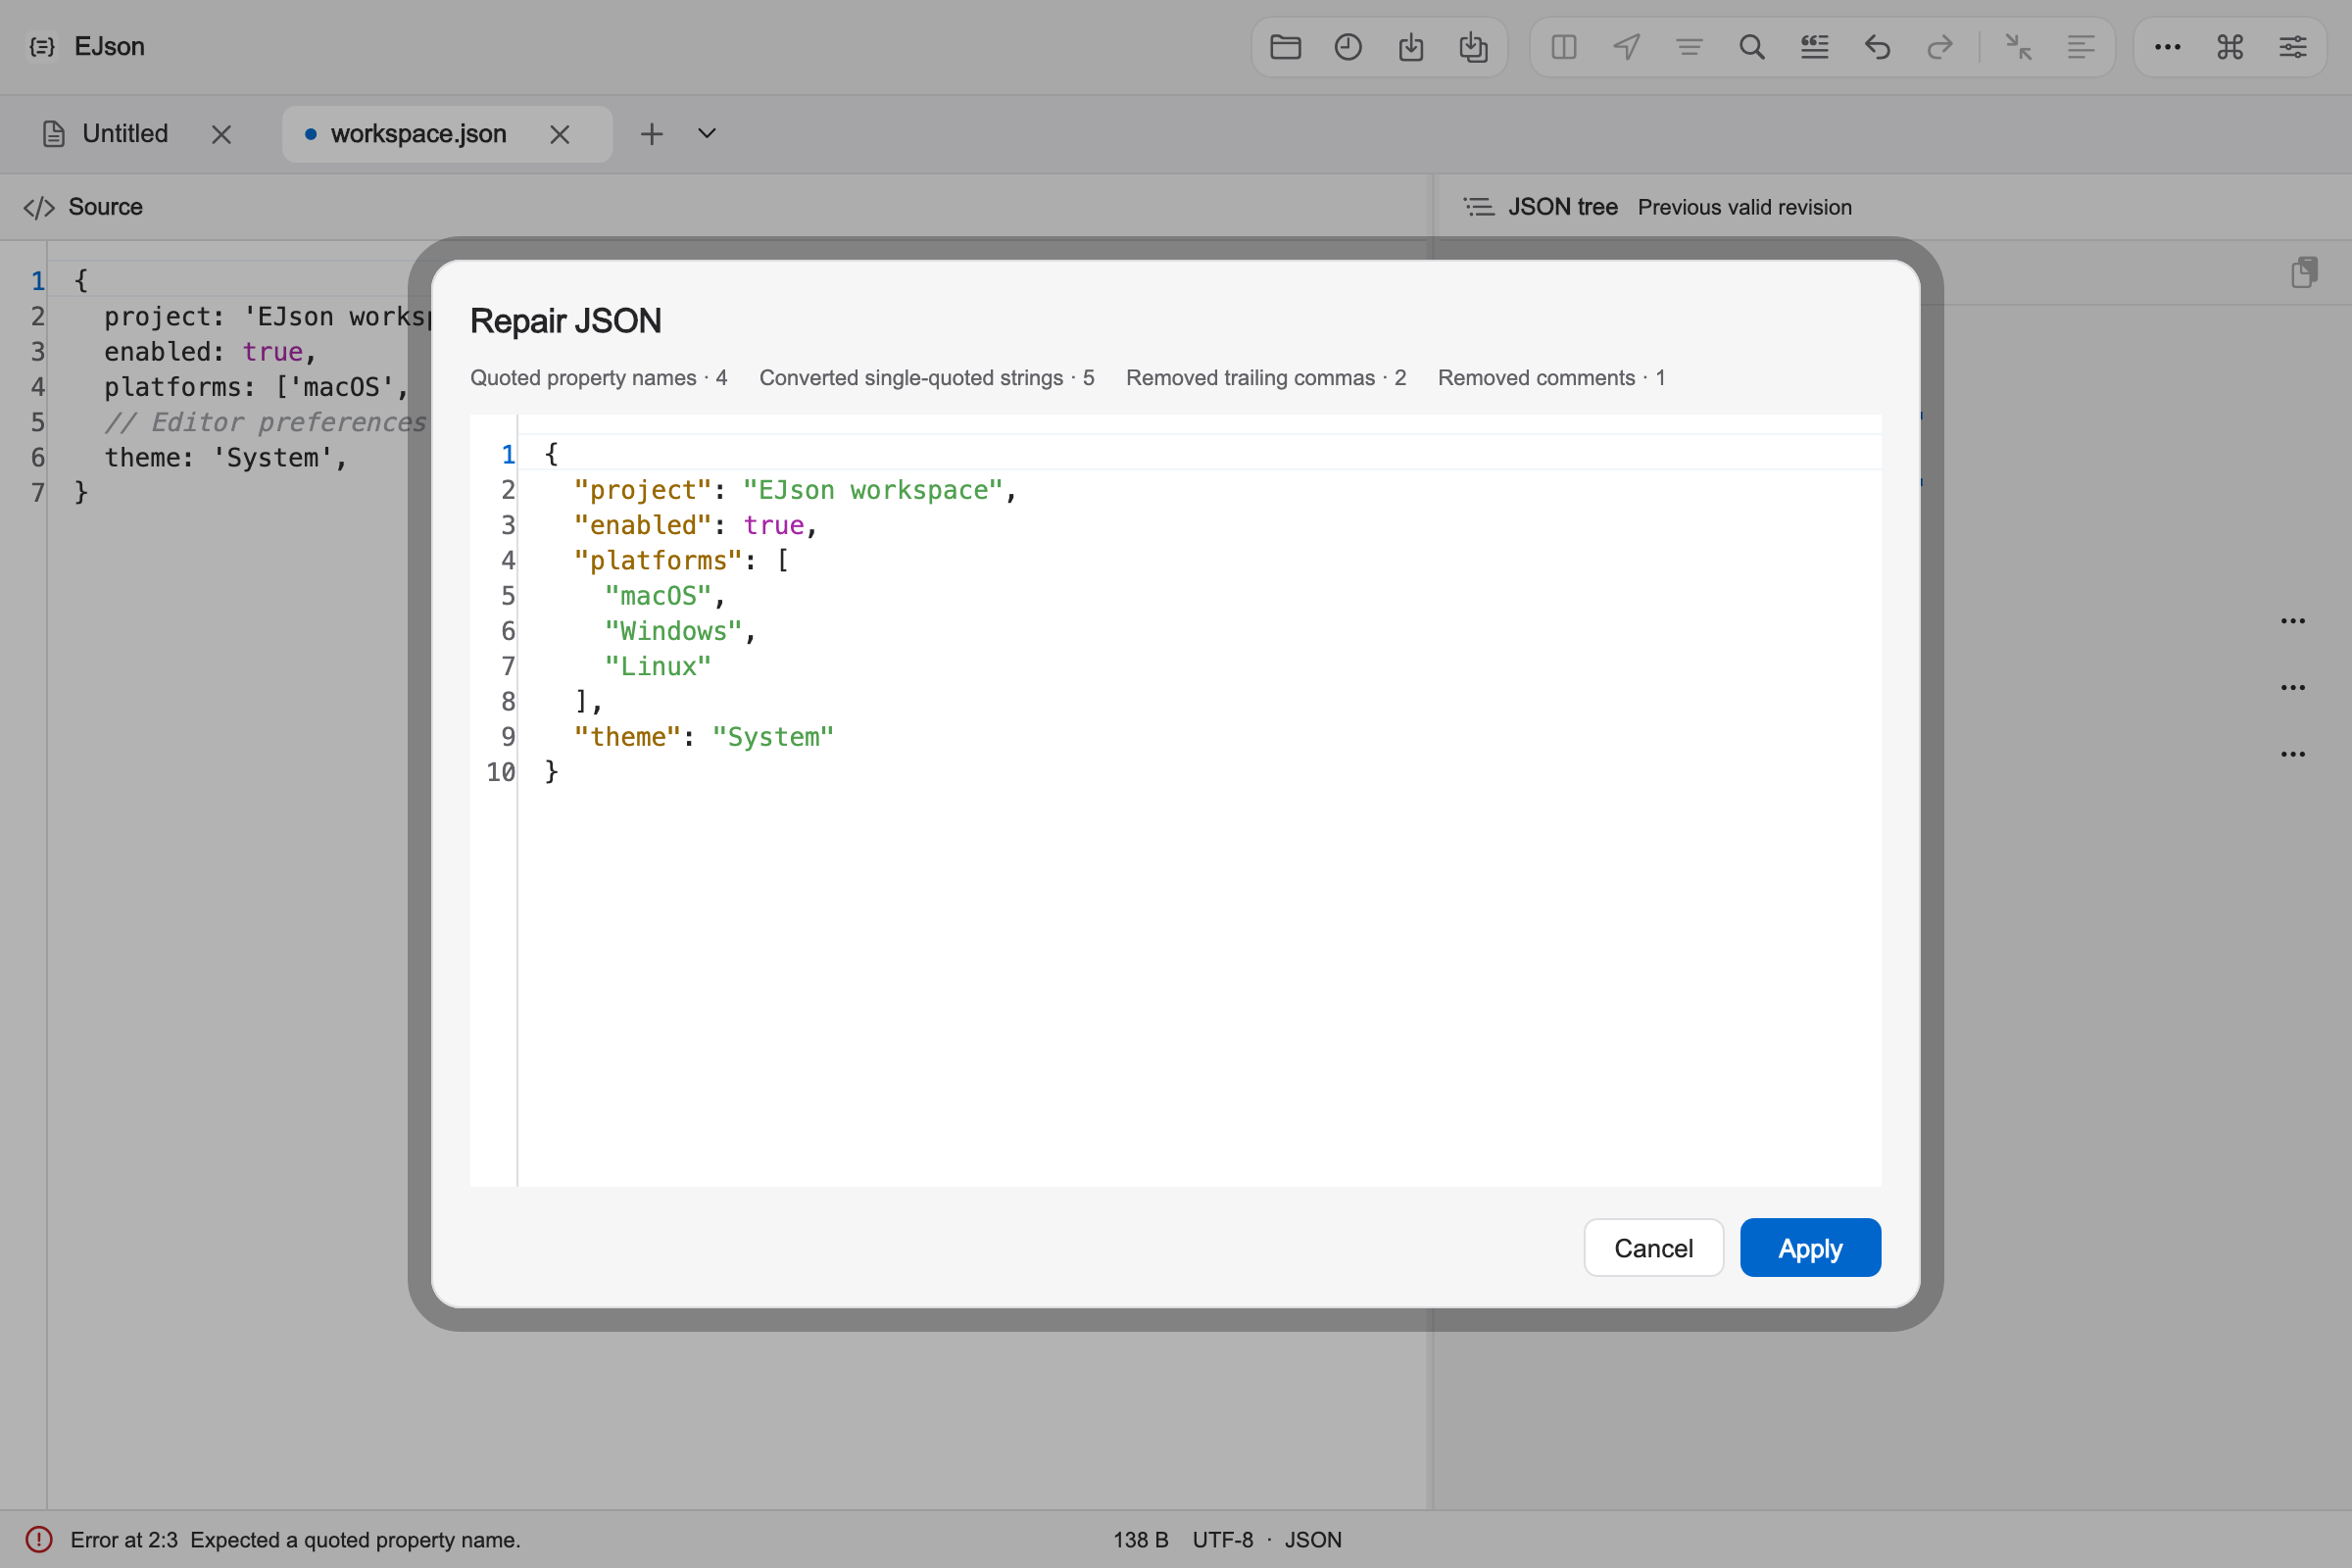 EJson
Untitled
workspace.json
Source
JSON tree Previous valid revision
1 {
2 project: 'EJson
3 enabled: true,
4 platforms: ['macOS',
5 // Editor preferences
6 theme: 'System',
7 }
Repair JSON
Quoted property names · 4 Converted single-quoted strings · 5 Removed trailing commas · 2 Removed comments · 1
1 {
2 "project": "EJson workspace",
3 "enabled": true,
4 "platforms": [
5 "macOS",
6 "Windows",
7 "Linux"
8 ],
9 "theme": "System"
10 }
Cancel Apply
Error at 2:3 Expected a quoted property name.
138 B UTF-8 · JSON